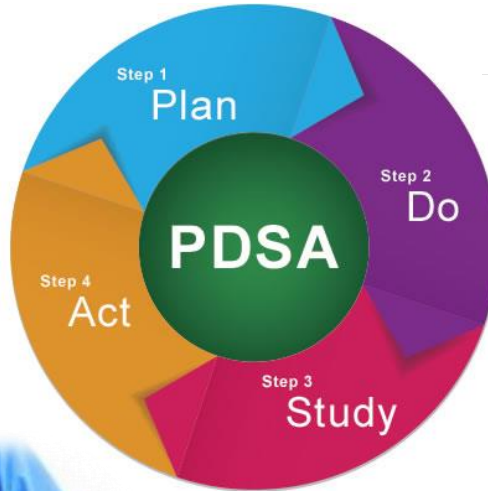 Step 1
Plan
Step 2
Do
PDSA
Step 3
Study
Step 4
Act